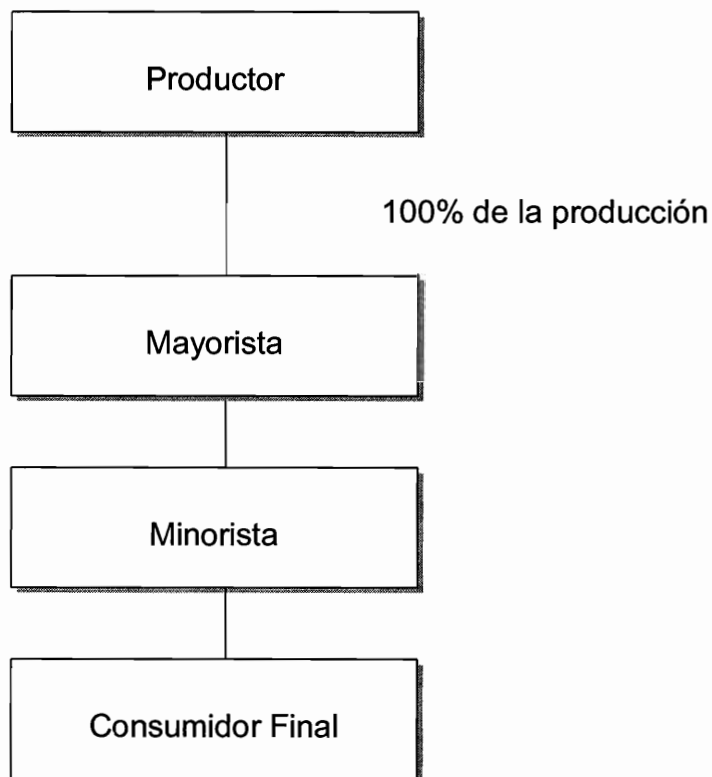 Productor
100% de la producción
Mayorista
Minorista
Consumidor Final